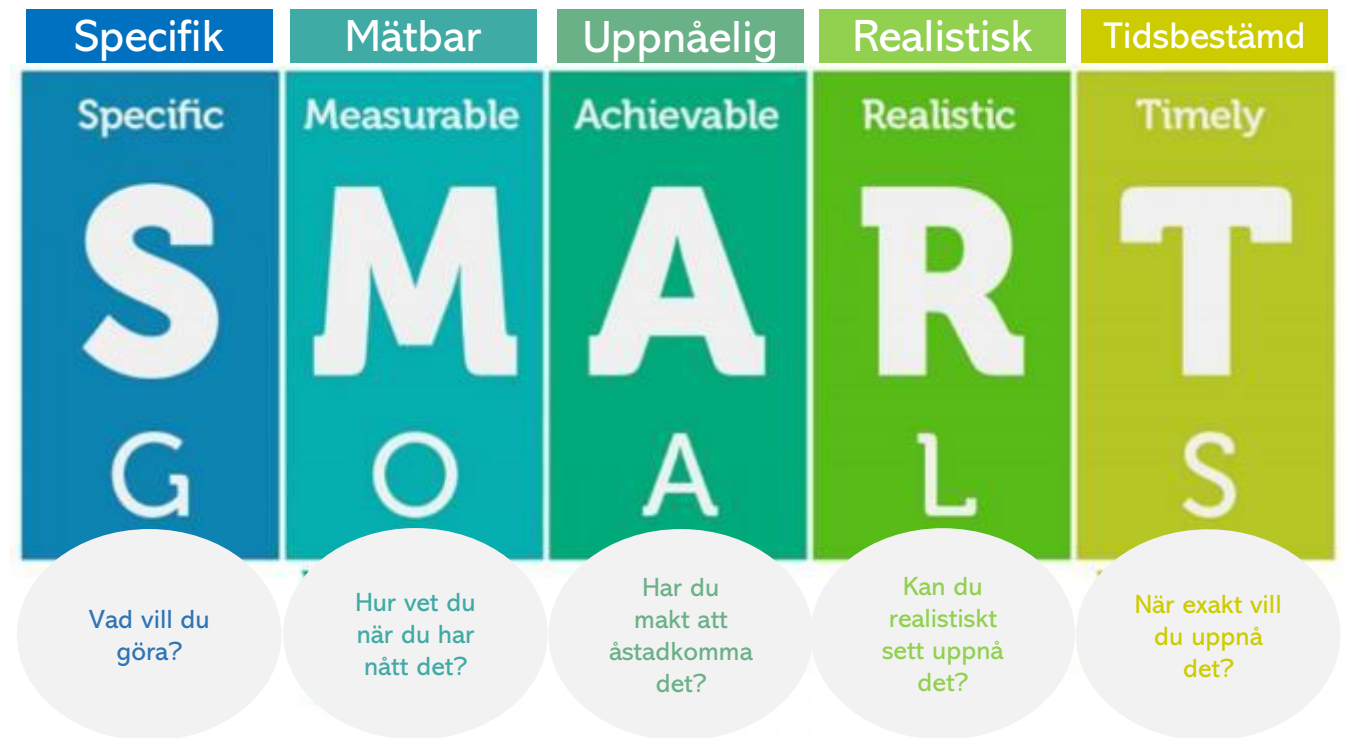 Specifik
Mätbar
Uppnåelig
Realistisk
Tidsbestämd
Specific
Measurable
Achievable
Realistic
Timely
S
M
A
R
T
G
O
A
L
S
Vad vill du
göra?
Hur vet du
när du har
nått det?
Har du
makt att
åstadkomma
det?
Kan du
realistiskt
sett uppnå
det?
När exakt vill
du uppnå
det?